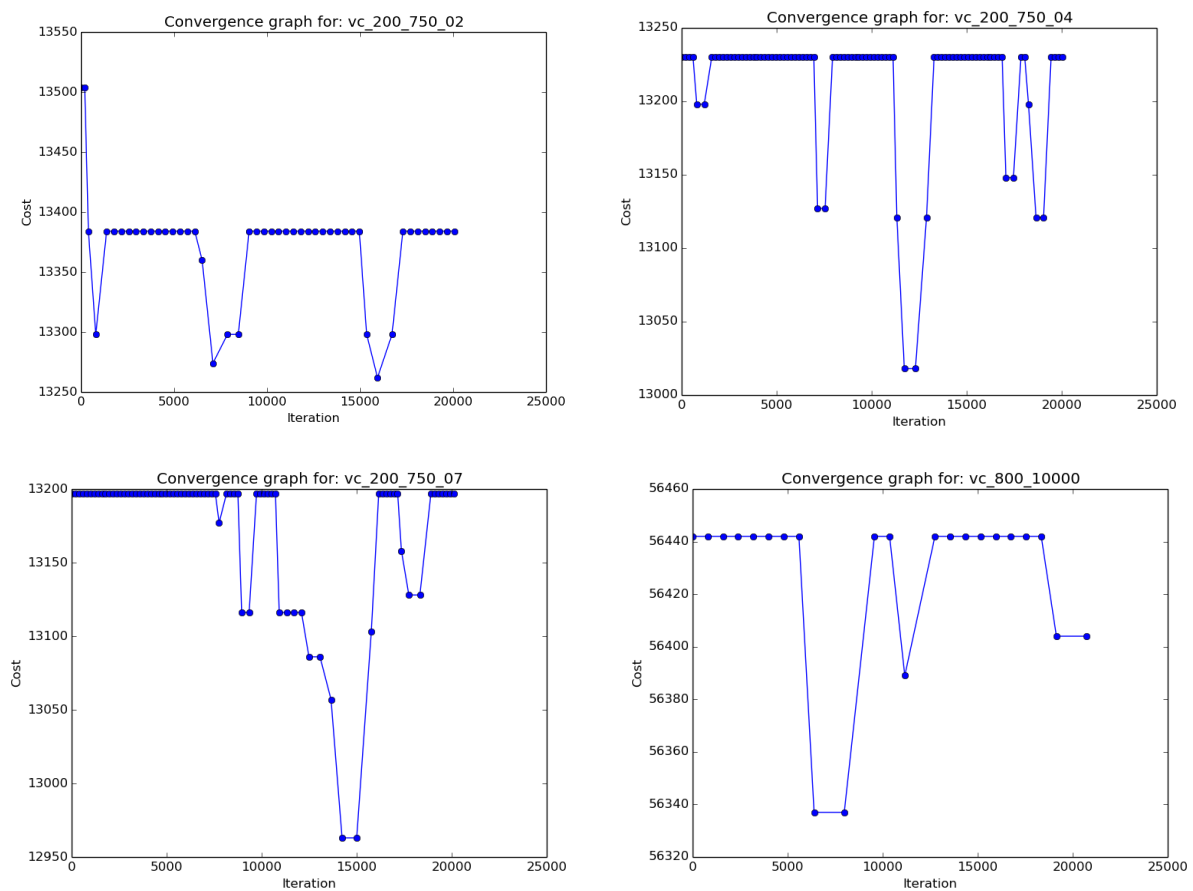 Convergence graph for: vc_200_750_02
13550
13500
13450
13400
13350
13300
13250
Cost
0 5000 10000 15000 20000 25000
Iteration
Convergence graph for: vc_200_750_04
13250
13200
13150
13100
13050
13000
Cost
0 5000 10000 15000 20000 25000
Iteration
Convergence graph for: vc_200_750_07
13200
13150
13100
13050
13000
12950
Cost
0 5000 10000 15000 20000 25000
Iteration
Convergence graph for: vc_800_10000
56460
56440
56420
56400
56380
56360
56340
56320
Cost
0 5000 10000 15000 20000 25000
Iteration